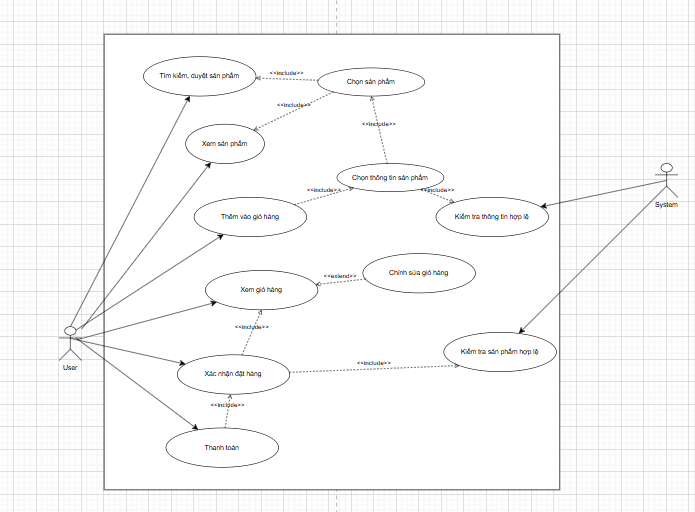 Tìm kiếm, duyệt sản phẩm
<<include>>
Chọn sản phẩm
<<include>>
<<include>>
Xem sản phẩm
Chọn thông tin sản phẩm
<<include>>
<<include>>
System
Thêm vào giỏ hàng
Kiểm tra thông tin hợp lệ
Xem giỏ hàng
<<extend>>
Chỉnh sửa giỏ hàng
<<include>>
User
Xác nhận đặt hàng
<<include>>
Kiểm tra sản phẩm hợp lệ
<<include>>
Thanh toán